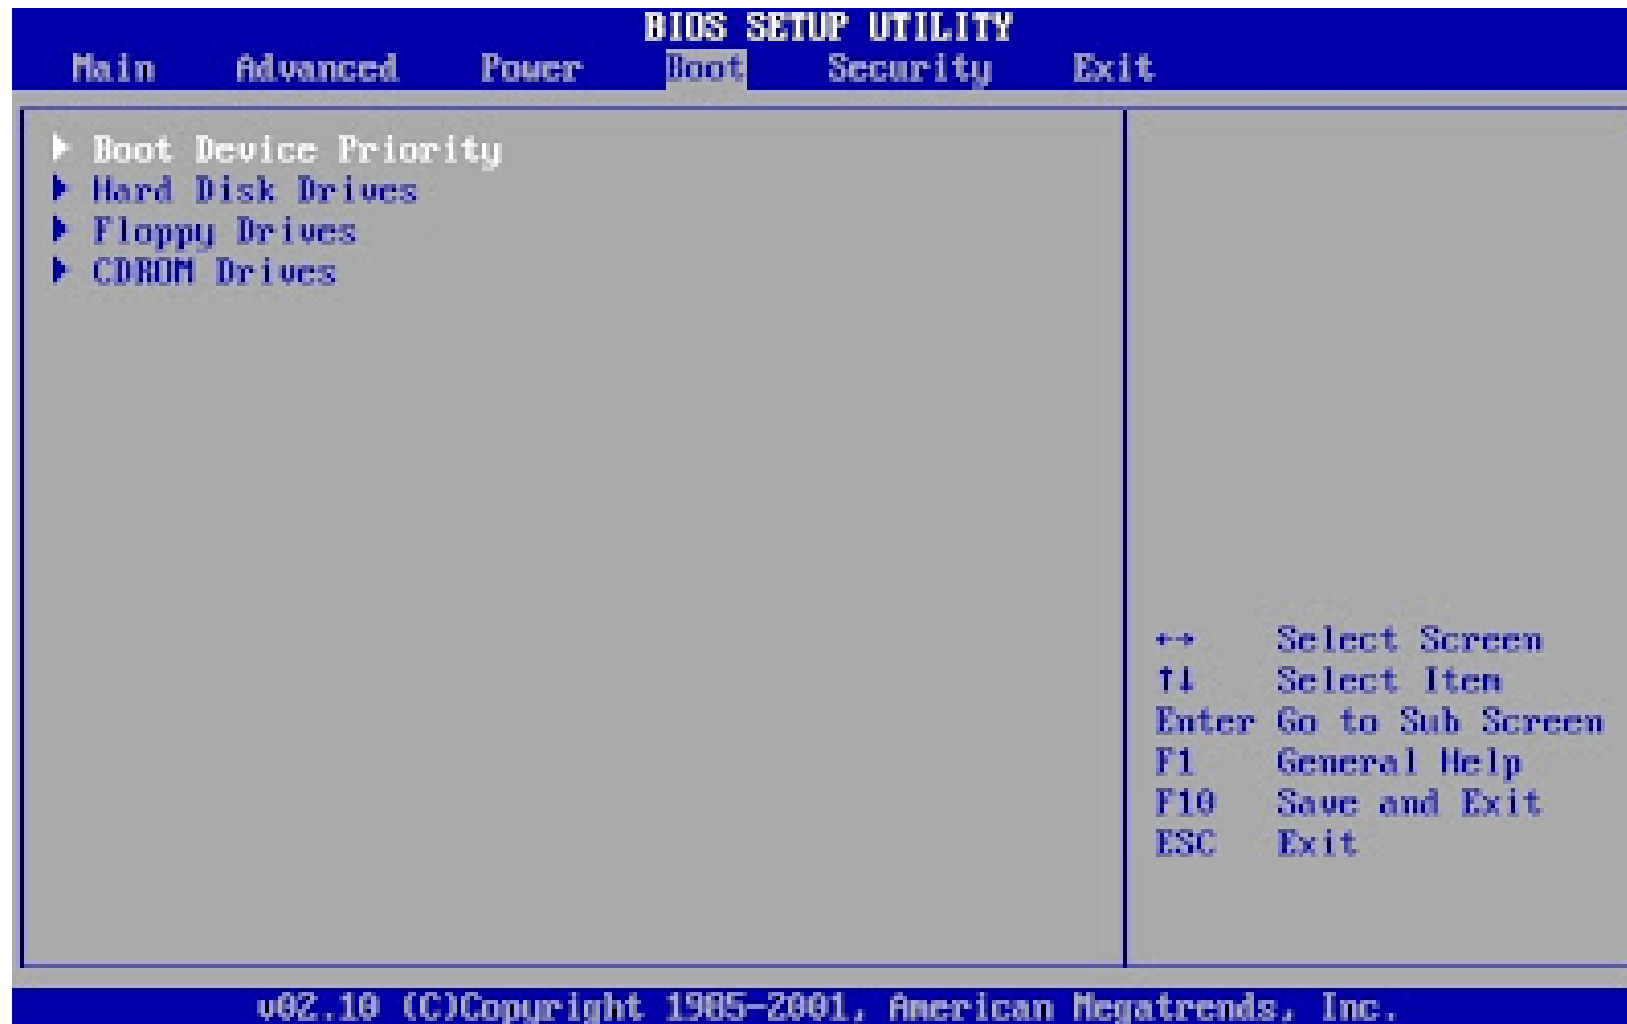 BIOS SETUP UTILITY
Main Advanced Power Boot Security Exit
Boot Device Priority
Hard Disk Drives
Floppy Drives
CDROM Drives
←→ Select Screen
↑↓ Select Item
Enter Go to Sub Screen
F1 General Help
F10 Save and Exit
ESC Exit
v02.10 (C)Copyright 1985-2001, American Megatrends, Inc.